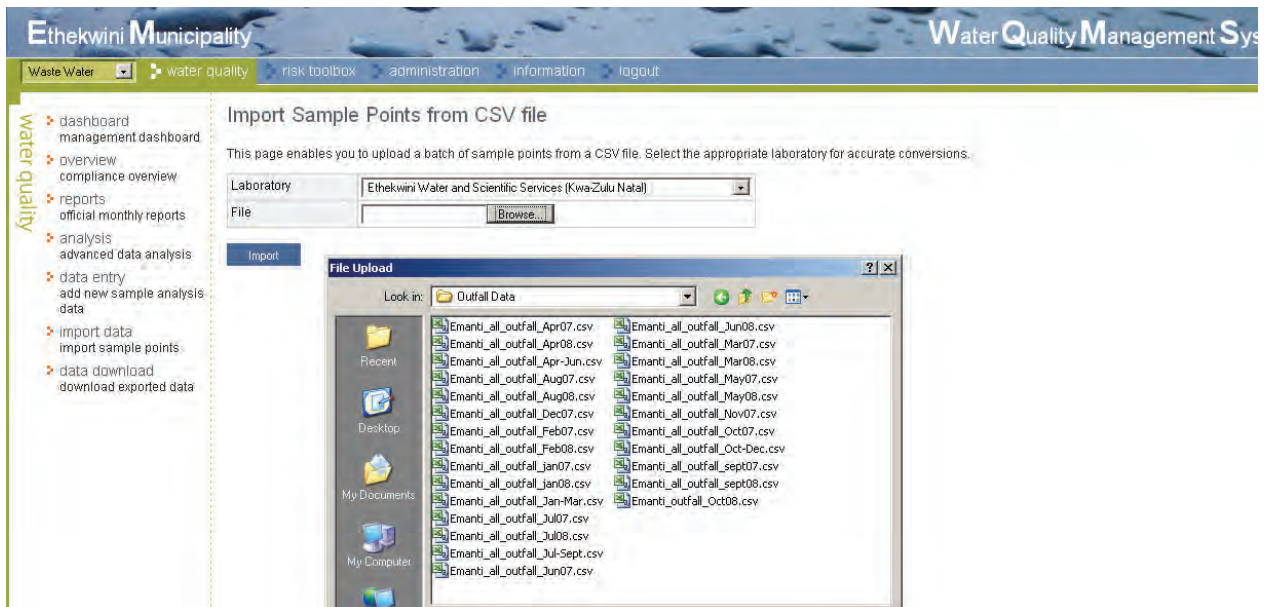 Ethekwini Municipality
Water Quality Management Sys
Waste Water water quality risk toolbox administration information logout
water quality
dashboard
management dashboard
overview
compliance overview
reports
official monthly reports
analysis
advanced data analysis
data entry
add new sample analysis
data
import data
import sample points
data download
download exported data
Import Sample Points from CSV file
This page enables you to upload a batch of sample points from a CSV file. Select the appropriate laboratory for accurate conversions.
Laboratory Ethekwini Water and Scientific Services (Kwa-Zulu Natal)
File Browse...
Import
File Upload
Look in: Outfall Data
Recent
Desktop
My Documents
My Computer
Emanti_all_outfall_Apr07.csv
Emanti_all_outfall_Apr08.csv
Emanti_all_outfall_Apr-Jun.csv
Emanti_all_outfall_Aug07.csv
Emanti_all_outfall_Aug08.csv
Emanti_all_outfall_Dec07.csv
Emanti_all_outfall_Feb07.csv
Emanti_all_outfall_Feb08.csv
Emanti_all_outfall_jan07.csv
Emanti_all_outfall_jan08.csv
Emanti_all_outfall_Jan-Mar.csv
Emanti_all_outfall_Jul07.csv
Emanti_all_outfall_Jul08.csv
Emanti_all_outfall_Jul-Sept.csv
Emanti_all_outfall_Jun07.csv
Emanti_all_outfall_Jun08.csv
Emanti_all_outfall_Mar07.csv
Emanti_all_outfall_Mar08.csv
Emanti_all_outfall_May07.csv
Emanti_all_outfall_May08.csv
Emanti_all_outfall_Nov07.csv
Emanti_all_outfall_Oct07.csv
Emanti_all_outfall_Oct-Dec.csv
Emanti_all_outfall_sept07.csv
Emanti_all_outfall_sept08.csv
Emanti_outfall_Oct08.csv